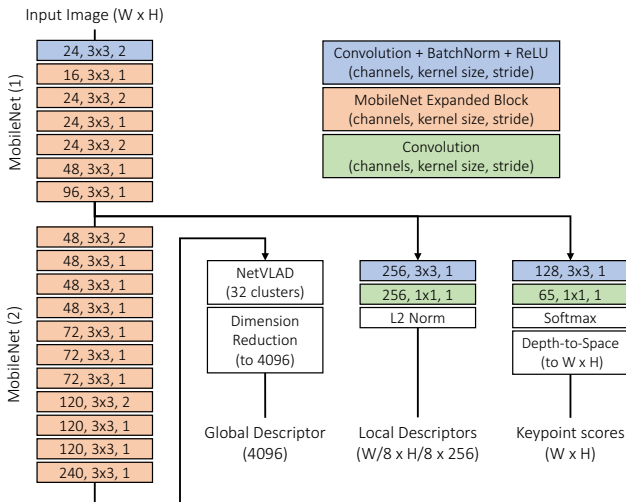 Input Image (W x H)
MobileNet (1)
24, 3x3, 2
16, 3x3, 1
24, 3x3, 2
24, 3x3, 1
24, 3x3, 2
48, 3x3, 1
96, 3x3, 1
Convolution + BatchNorm + ReLU
(channels, kernel size, stride)
MobileNet Expanded Block
(channels, kernel size, stride)
Convolution
(channels, kernel size, stride)
MobileNet (2)
48, 3x3, 2
48, 3x3, 1
48, 3x3, 1
48, 3x3, 1
72, 3x3, 1
72, 3x3, 1
72, 3x3, 1
120, 3x3, 2
120, 3x3, 1
120, 3x3, 1
240, 3x3, 1
NetVLAD
(32 clusters)
Dimension
Reduction
(to 4096)
Global Descriptor
(4096)
256, 3x3, 1
256, 1x1, 1
L2 Norm
Local Descriptors
(W/8 x H/8 x 256)
128, 3x3, 1
65, 1x1, 1
Softmax
Depth-to-Space
(to W x H)
Keypoint scores
(W x H)